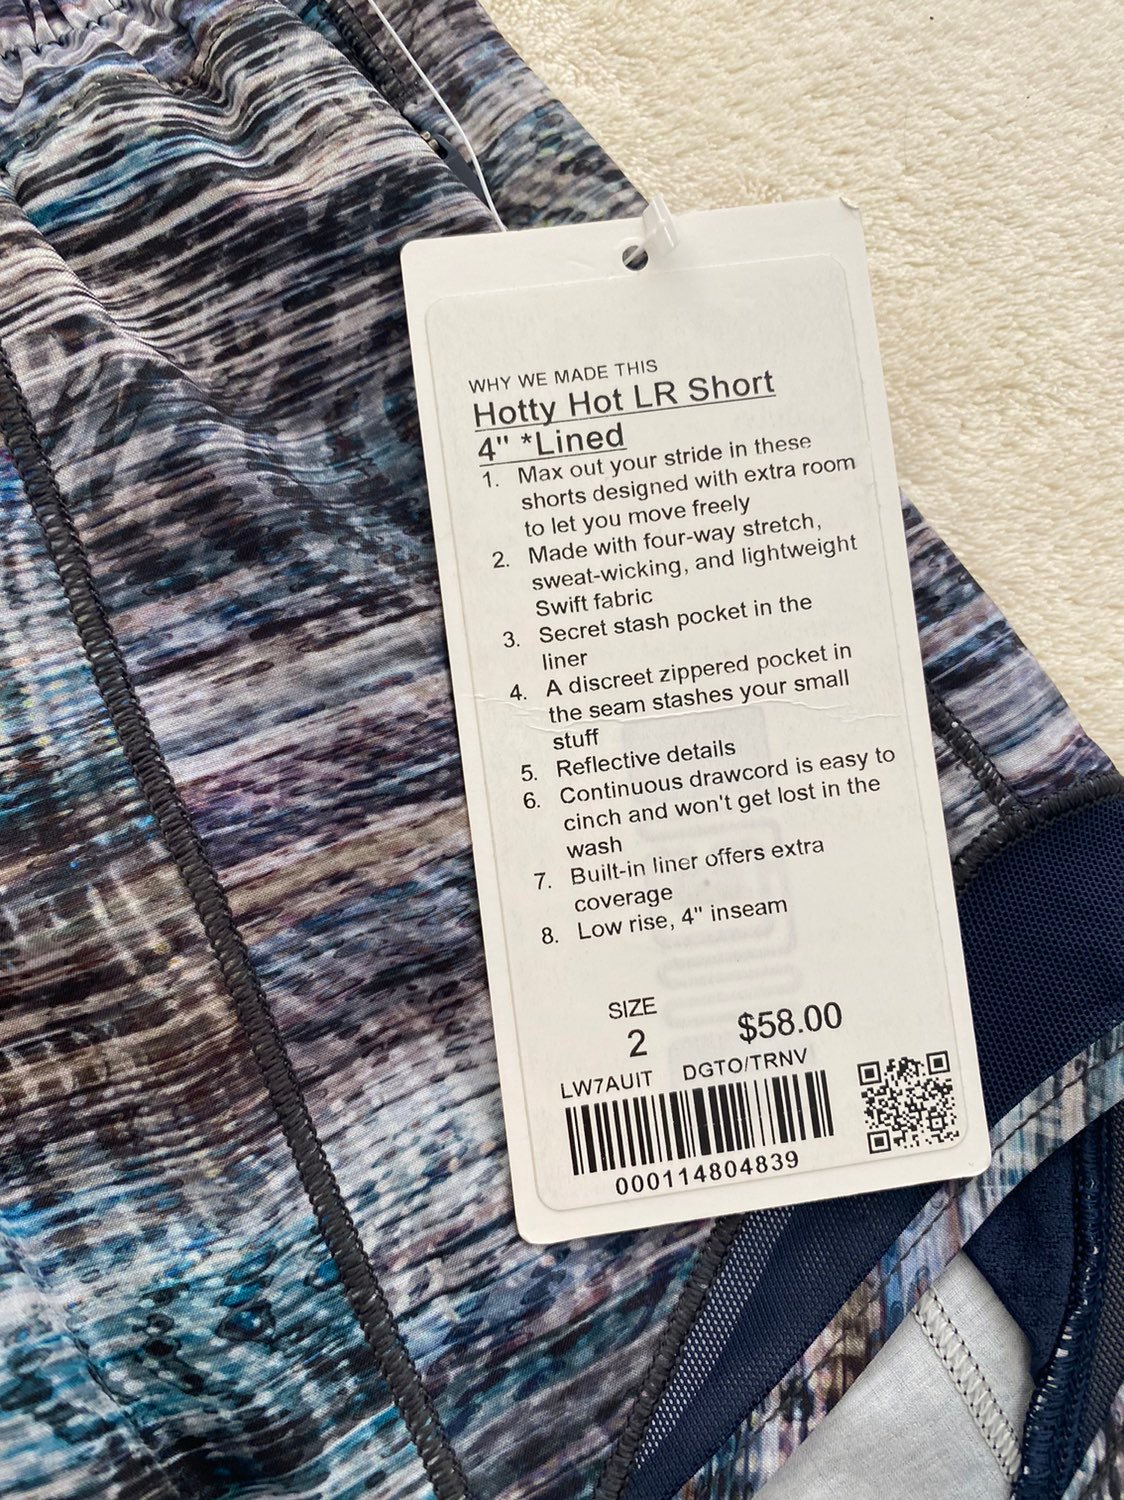 WHY WE MADE THIS
Hotty Hot LR Short
4" *Lined
1. Max out your stride in these
shorts designed with extra room
to let you move freely
2. Made with four-way stretch,
sweat-wicking, and lightweight
Swift fabric
3. Secret stash pocket in the
liner
4. A discreet zippered pocket in
the seam stashes your small
stuff
5. Reflective details
6. Continuous drawcord is easy to
cinch and won't get lost in the
wash
7. Built-in liner offers extra
coverage
8. Low rise, 4" inseam
SIZE
2 $58.00
LW7AUIT DGTO/TRNV
000114804839